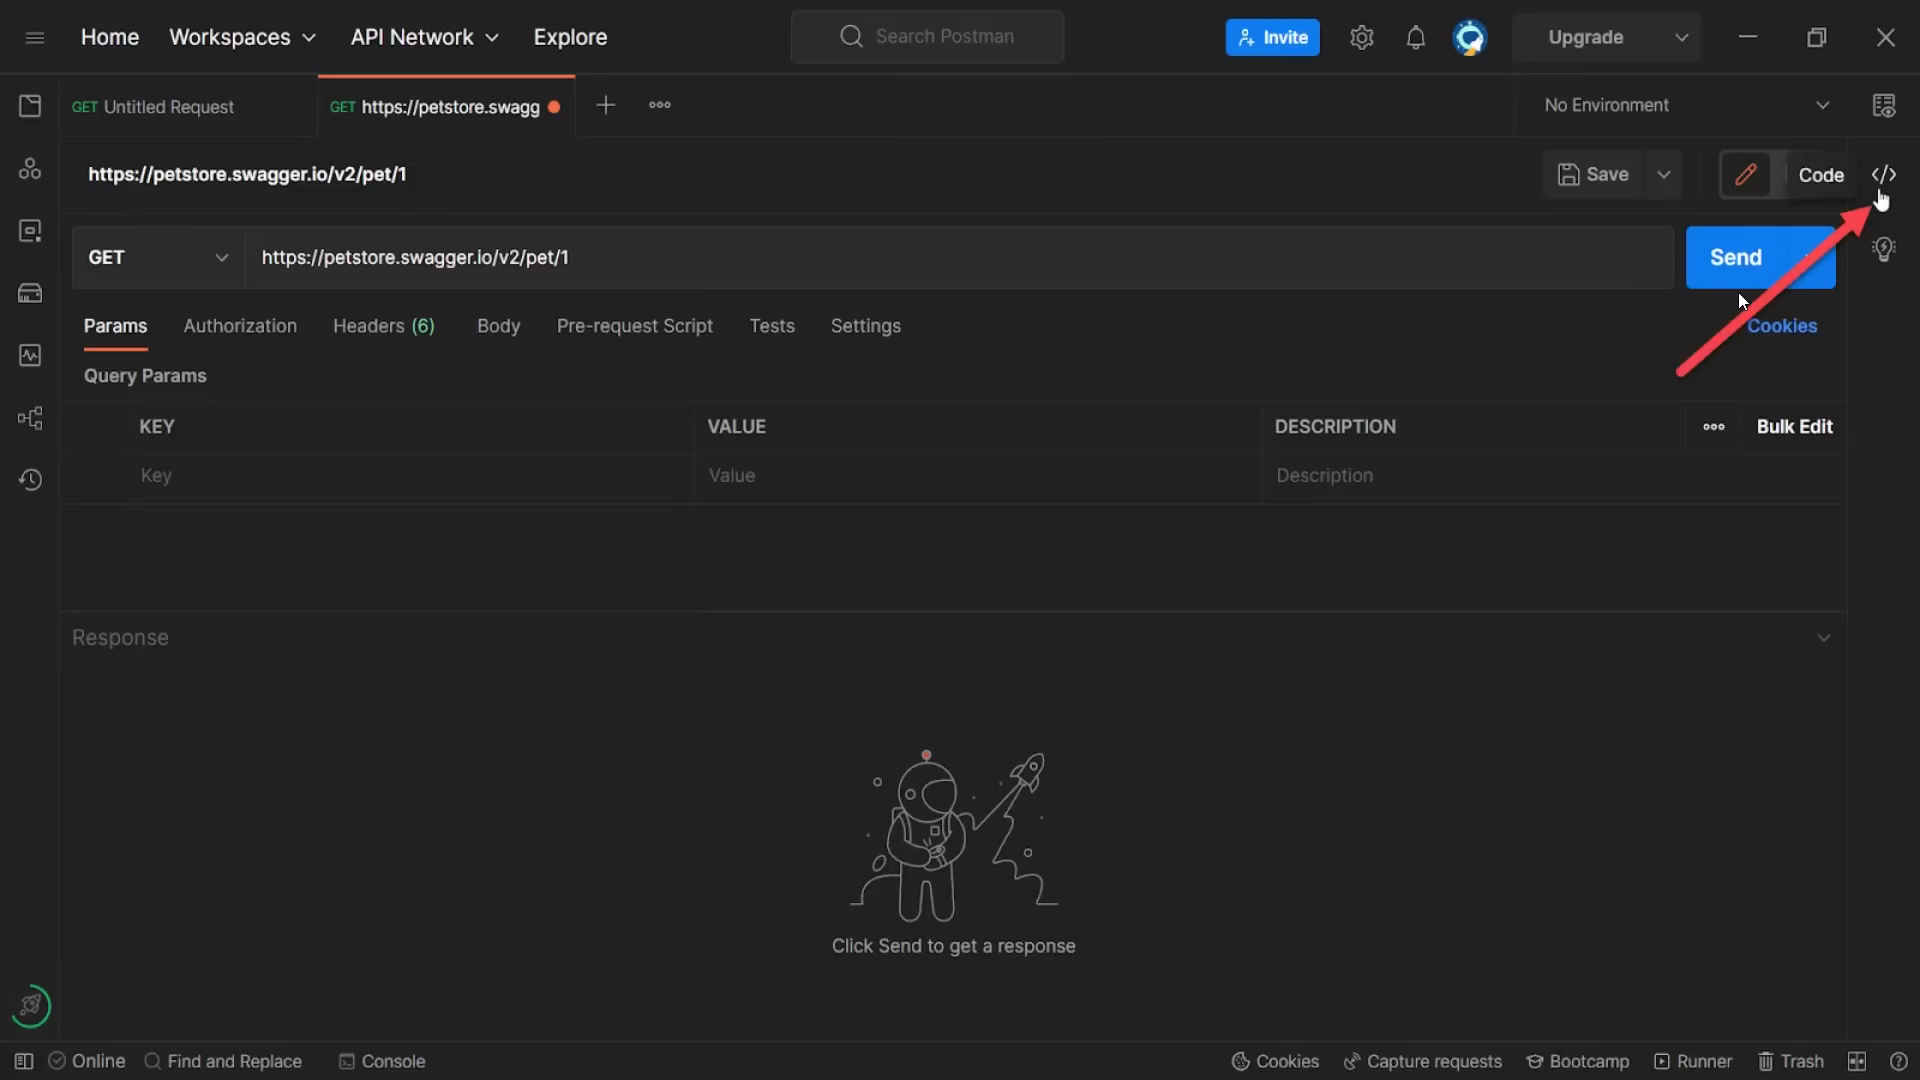 Home Workspaces API Network Explore Search Postman Invite Upgrade
GET Untitled Request GET https://petstore.swagg No Environment
https://petstore.swagger.io/v2/pet/1 Save Code </>
GET https://petstore.swagger.io/v2/pet/1 Send
Params Authorization Headers (6) Body Pre-request Script Tests Settings Cookies
Query Params
KEY VALUE DESCRIPTION Bulk Edit
Key Value Description
Response
Click Send to get a response
Online Find and Replace Console Cookies Capture requests Bootcamp Runner Trash